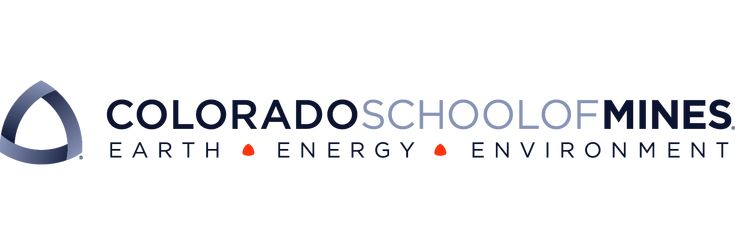 COLORADOSCHOOLOFMINES®
EARTH ENERGY ENVIRONMENT